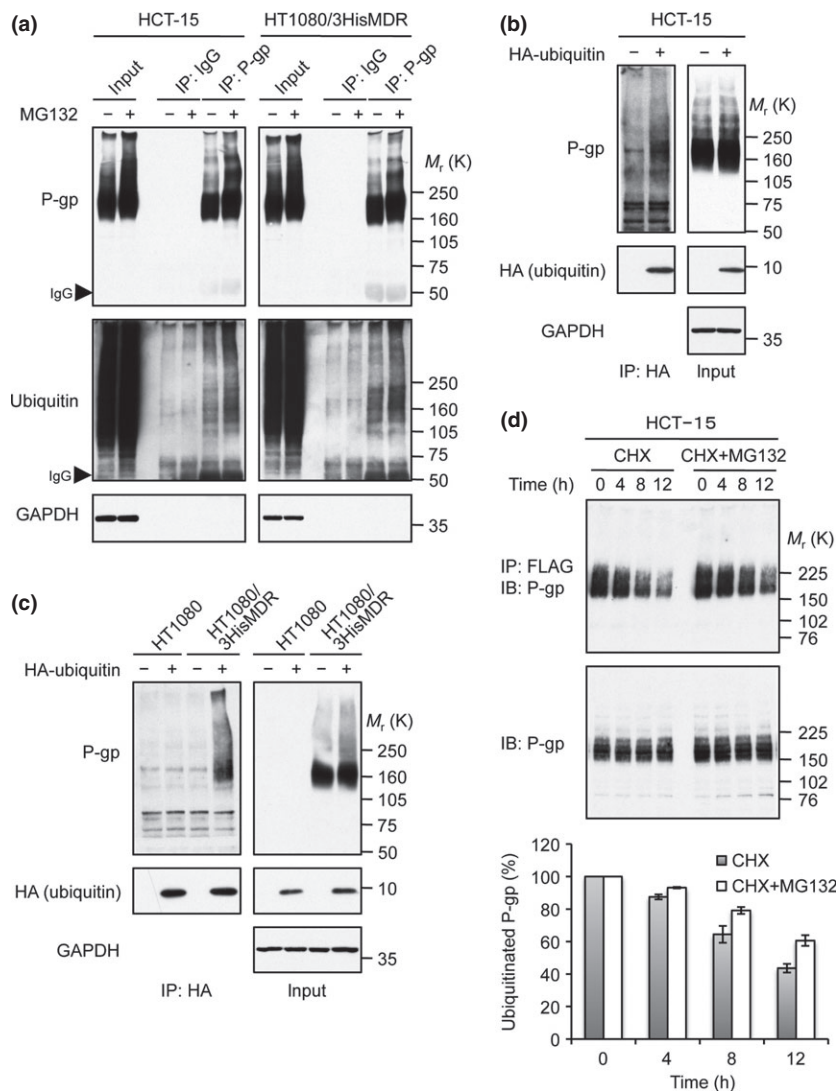 (a)
HCT-15 HT1080/3HisMDR
Input IP: IgG IP: P-gp Input IP: IgG IP: P-gp
MG132 – + – + – + – + – + – +
Mr (K)
P-gp
250
160
105
75
IgG 50
Ubiquitin
250
160
105
75
IgG 50
GAPDH
35
(b)
HCT-15
HA-ubiquitin – + – +
Mr (K)
P-gp
250
160
105
75
50
HA (ubiquitin) 10
GAPDH
35
IP: HA Input
(c)
HT1080 HT1080/3HisMDR HT1080 HT1080/3HisMDR
HA-ubiquitin – + – + – + – +
Mr (K)
P-gp
250
160
105
75
50
HA (ubiquitin) 10
GAPDH
35
IP: HA Input
(d)
HCT-15
CHX CHX+MG132
Time (h) 0 4 8 12 0 4 8 12
Mr (K)
IP: FLAG
IB: P-gp
225
150
102
76
IB: P-gp
225
150
102
76
Ubiquitinated P-gp (%)
120
100
80
60
40
20
0
CHX
CHX+MG132
0 4 8 12
Time (h)